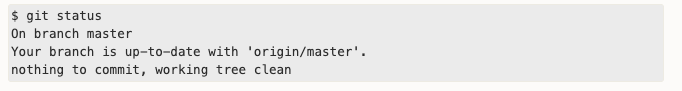 $ git status
On branch master
Your branch is up-to-date with 'origin/master'.
nothing to commit, working tree clean